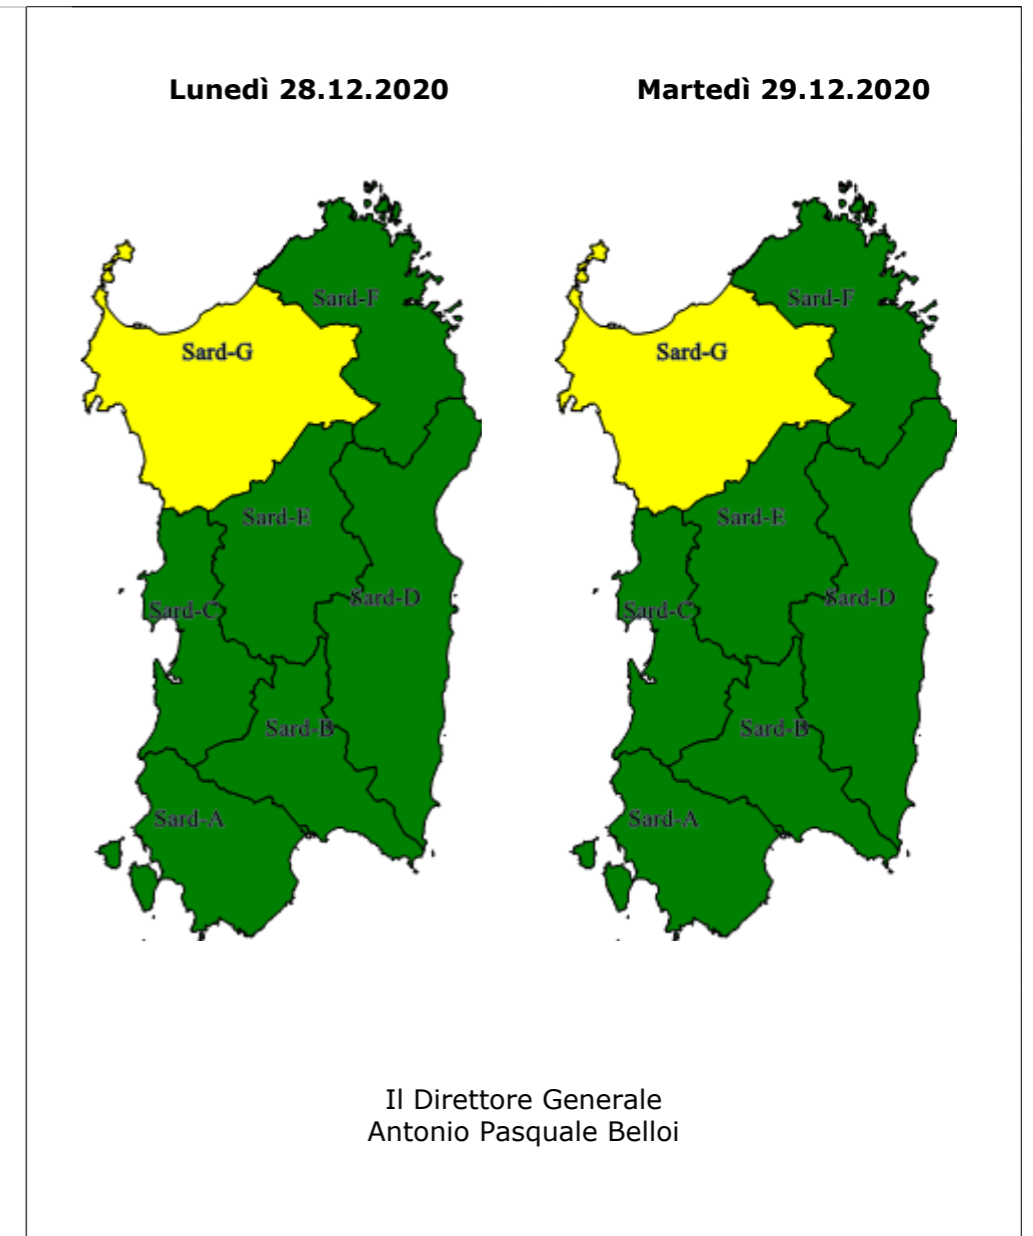 Lunedì 28.12.2020
Martedì 29.12.2020
Sard-F
Sard-G
Sard-E
Sard-D
Sard-C
Sard-B
Sard-A
Sard-F
Sard-G
Sard-E
Sard-D
Sard-C
Sard-B
Sard-A
Il Direttore Generale
Antonio Pasquale Belloi